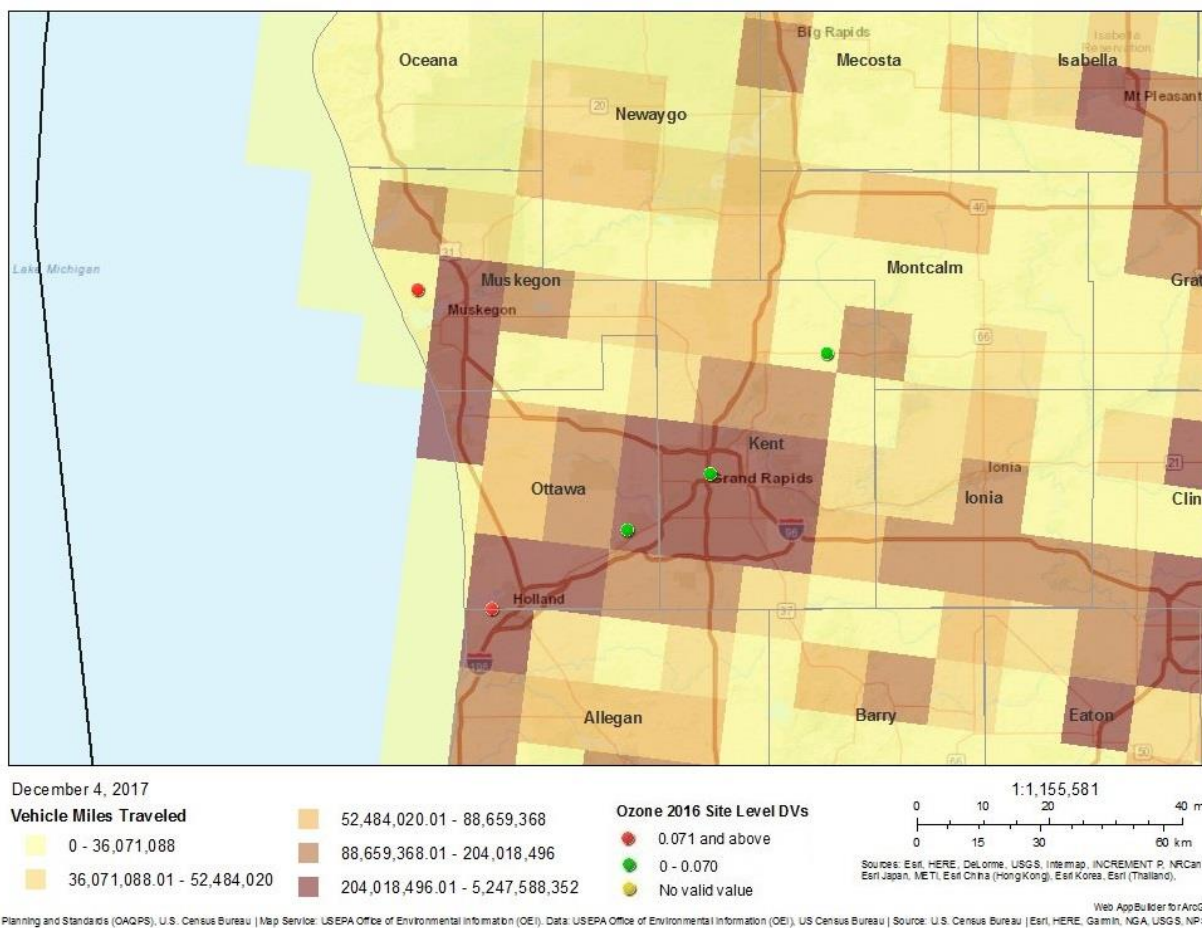 Big Rapids
Isabella
Reservation
Oceana
Mecosta
Isabella
Mt Pleasant
20
Newaygo
46
Lake Michigan
31
Muskegon
Montcalm
Grat
Muskegon
66
Kent
Grand Rapids
Ionia
21
Ottawa
Ionia
Clin
96
Holland
37
196
Allegan
Barry
Eaton
66
50
December 4, 2017
Vehicle Miles Traveled
0 - 36,071,088
36,071,088.01 - 52,484,020
52,484,020.01 - 88,659,368
88,659,368.01 - 204,018,496
204,018,496.01 - 5,247,588,352
Ozone 2016 Site Level DVs
0.071 and above
0 - 0.070
No valid value
1:1,155,581
0 10 20 40 m
0 15 30 60 km
Sources: Esri, HERE, DeLorme, USGS, Intermap, INCREMENT P, NRCan
Esri Japan, METI, Esri China (Hong Kong), Esri Korea, Esri (Thailand),
Web AppBuilder for ArcG
Planning and Standards (OAQPS), U.S. Census Bureau | Map Service: USEPA Office of Environmental Information (OEI). Data: USEPA Office of Environmental Information (OEI), US Census Bureau | Source: U.S. Census Bureau | Esri, HERE, Garmin, NGA, USGS, NPS